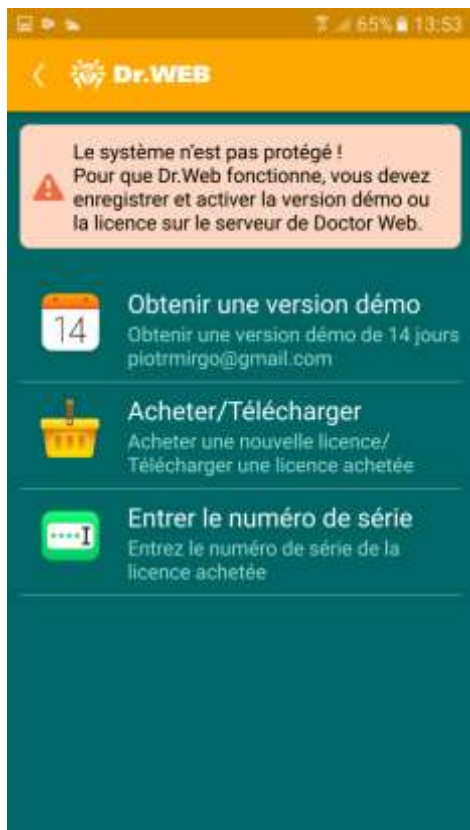 65% 13:53
Dr.WEB
Le système n'est pas protégé !
Pour que Dr.Web fonctionne, vous devez
enregistrer et activer la version démo ou
la licence sur le serveur de Doctor Web.
14
Obtenir une version démo
Obtenir une version démo de 14 jours
piotrmirgo@gmail.com
Acheter/Télécharger
Acheter une nouvelle licence/
Télécharger une licence achetée
Entrer le numéro de série
Entrez le numéro de série de la
licence achetée